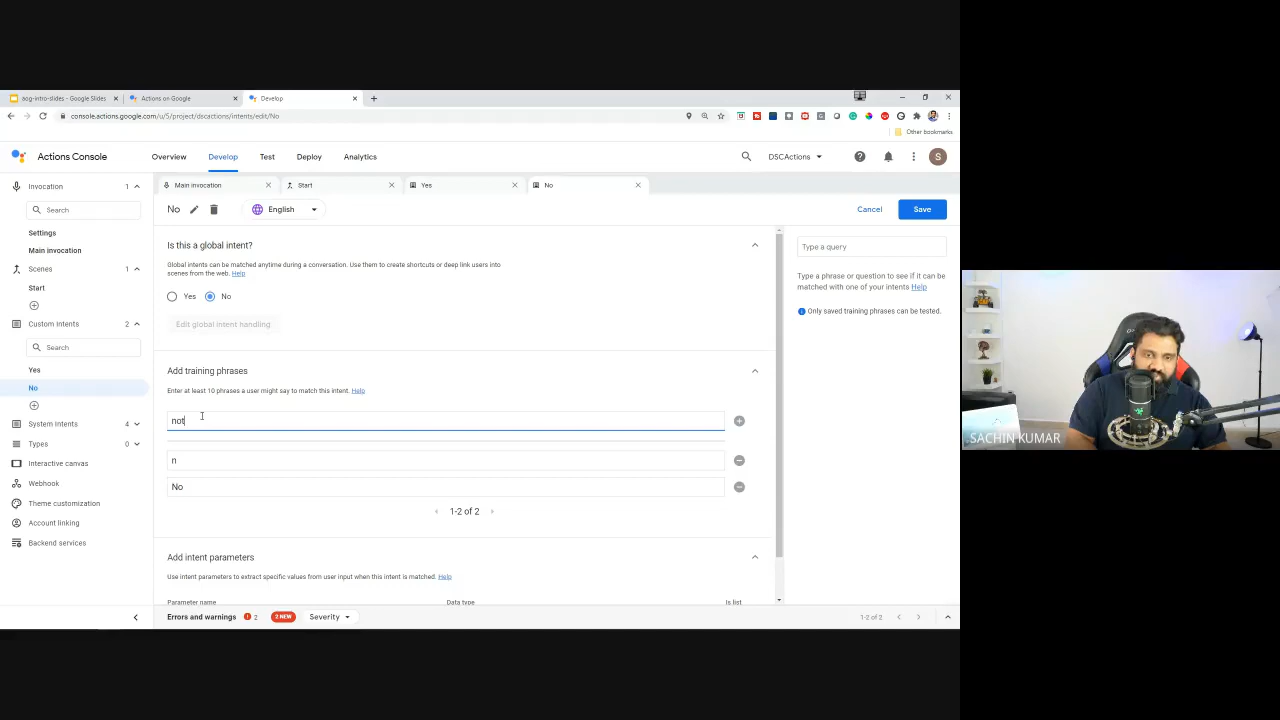 aog-intro-slides - Google Slides
Actions on Google
Develop
console.actions.google.com/u/5/project/dscactions/intents/edit/No
Other bookmarks
Actions Console
Overview
Develop
Test
Deploy
Analytics
DSCActions
S
Invocation
1
Search
Settings
Main invocation
Scenes
1
Start
Custom Intents
2
Search
Yes
No
System Intents
4
Types
0
Interactive canvas
Webhook
Theme customization
Account linking
Backend services
Main invocation
Start
Yes
No
No
English
Cancel
Save
Is this a global intent?
Global intents can be matched anytime during a conversation. Use them to create shortcuts or deep link users into
scenes from the web. Help
Yes
No
Edit global intent handling
Add training phrases
Enter at least 10 phrases a user might say to match this intent. Help
not
n
No
1-2 of 2
Add intent parameters
Use intent parameters to extract specific values from user input when this intent is matched. Help
Parameter name
Data type
Is list
Type a query
Type a phrase or question to see if it can be
matched with one of your intents Help
Only saved training phrases can be tested.
Errors and warnings
2
2 NEW
Severity
1-2 of 2
SACHIN KUMAR